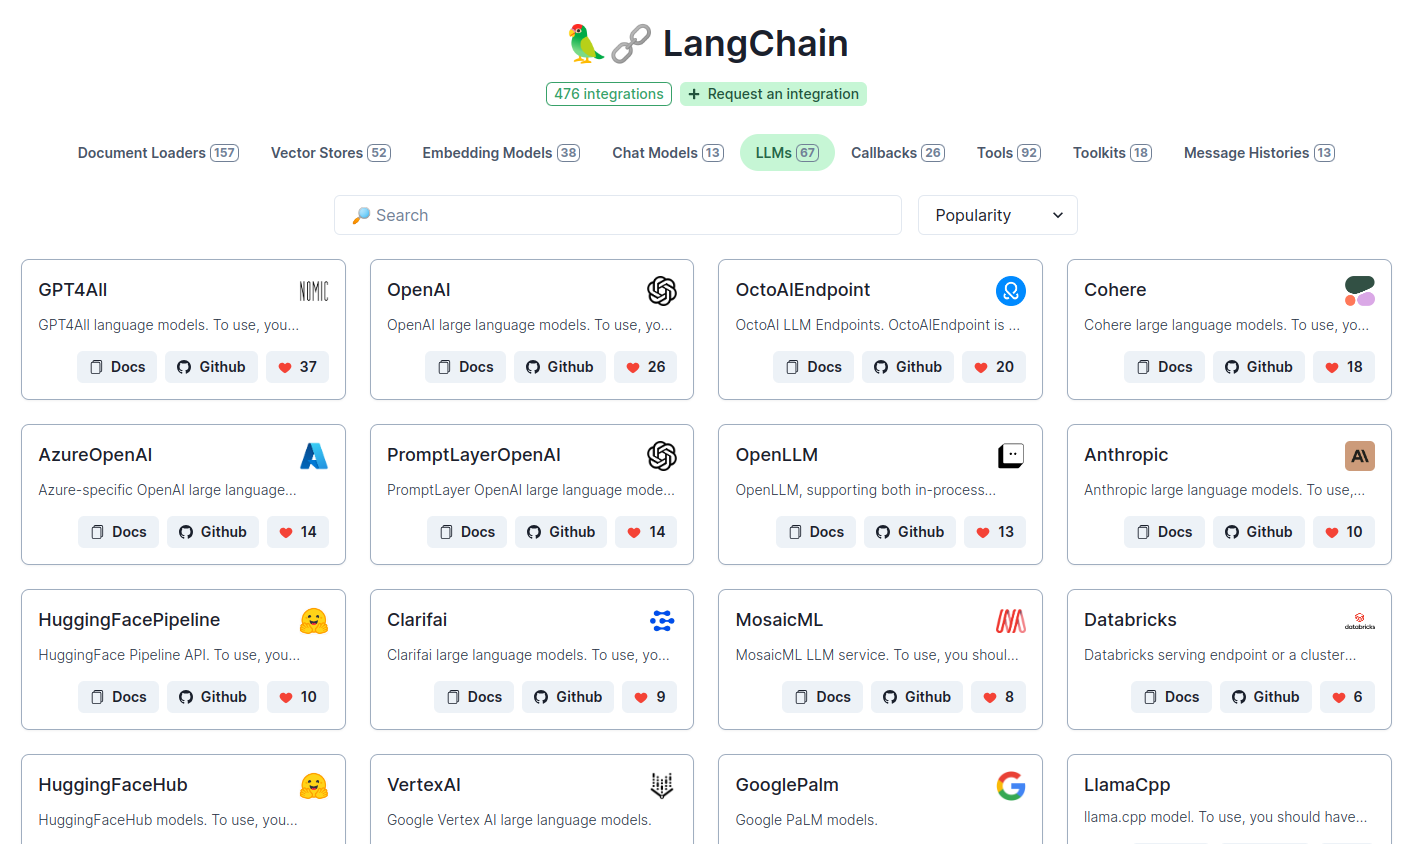 LangChain
476 integrations
+ Request an integration
Document Loaders 157 Vector Stores 52 Embedding Models 38 Chat Models 13 LLMs 67 Callbacks 26 Tools 92 Toolkits 18 Message Histories 13
Search
Popularity
GPT4All
NOMIC
GPT4All language models. To use, you...
Docs Github 37
OpenAI
OpenAI large language models. To use, yo...
Docs Github 26
OctoAIEndpoint
OctoAI LLM Endpoints. OctoAIEndpoint is ...
Docs Github 20
Cohere
Cohere large language models. To use, yo...
Docs Github 18
AzureOpenAI
Azure-specific OpenAI large language...
Docs Github 14
PromptLayerOpenAI
PromptLayer OpenAI large language mode...
Docs Github 14
OpenLLM
OpenLLM, supporting both in-process...
Docs Github 13
Anthropic
A\
Anthropic large language models. To use,...
Docs Github 10
HuggingFacePipeline
HuggingFace Pipeline API. To use, you...
Docs Github 10
Clarifai
Clarifai large language models. To use, yo...
Docs Github 9
MosaicML
MosaicML LLM service. To use, you shoul...
Docs Github 8
Databricks
databricks
Databricks serving endpoint or a cluster...
Docs Github 6
HuggingFaceHub
HuggingFaceHub models. To use, you...
VertexAI
Google Vertex AI large language models.
GooglePalm
G
Google PaLM models.
LlamaCpp
llama.cpp model. To use, you should have...